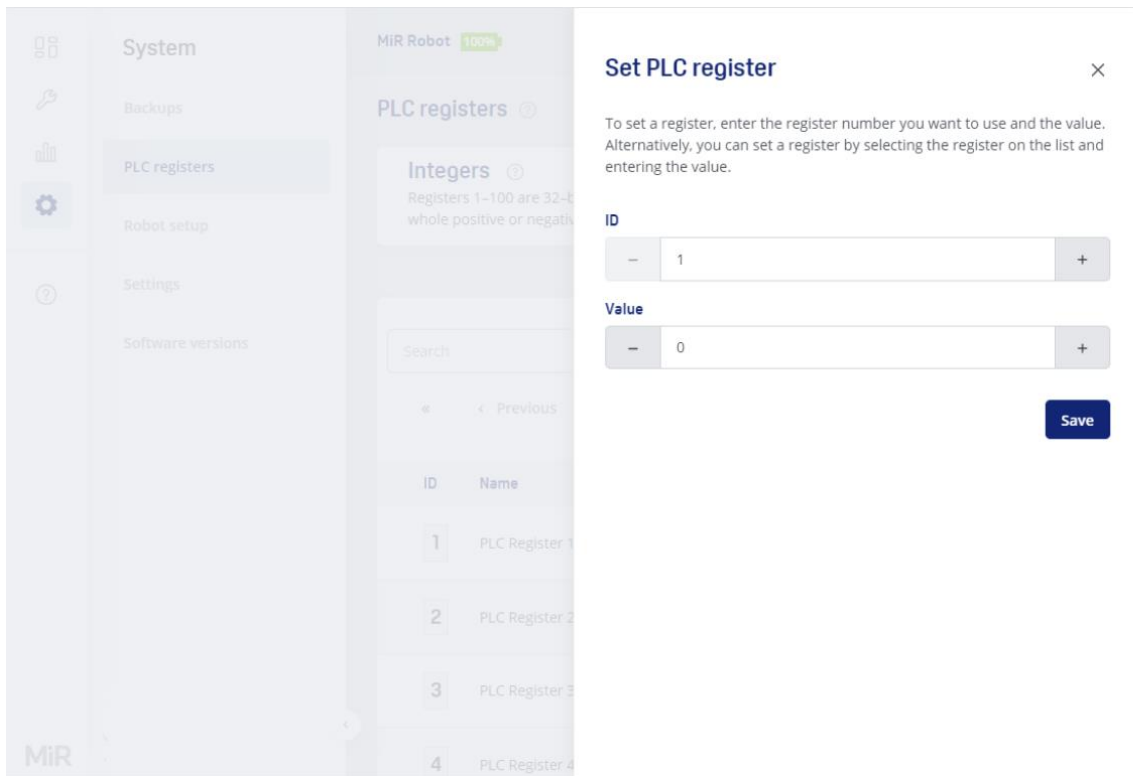 System
Backups
PLC registers
Robot setup
Settings
Software versions
MiR
MiR Robot 100%
PLC registers
Integers
Registers 1–100 are 32–
whole positive or
Search
« ‹ Previous
ID Name
1 PLC Register 1
2 PLC Register 2
3 PLC Register 3
4 PLC Register 4
Set PLC register
To set a register, enter the register number you want to use and the value.
Alternatively, you can set a register by selecting the register on the list and
entering the value.
ID
− 1 +
Value
− 0 +
Save